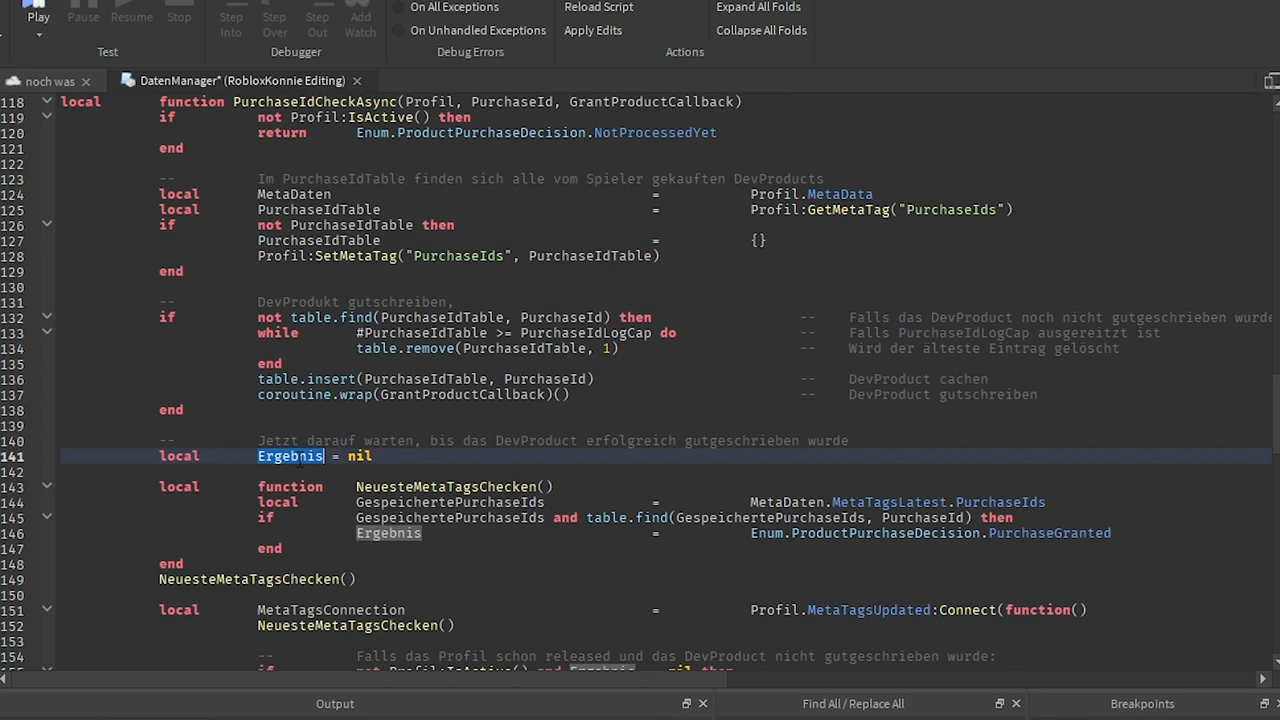 On All Exceptions Reload Script Expand All Folds
Play Pause Resume Stop Step Into Step Over Step Out Add Watch On Unhandled Exceptions Apply Edits Collapse All Folds
Test Debugger Debug Errors Actions
noch was DatenManager* (RobloxKonnie Editing)
118 local function PurchaseIdCheckAsync(Profil, PurchaseId, GrantProductCallback)
119 if not Profil:IsActive() then
120 return Enum.ProductPurchaseDecision.NotProcessedYet
121 end
122
123 -- Im PurchaseIdTable finden sich alle vom Spieler gekauften DevProducts
124 local MetaDaten = Profil.MetaData
125 local PurchaseIdTable = Profil:GetMetaTag("PurchaseIds")
126 if not PurchaseIdTable then
127 PurchaseIdTable = {}
128 Profil:SetMetaTag("PurchaseIds", PurchaseIdTable)
129 end
130
131 -- DevProdukt gutschreiben,
132 if not table.find(PurchaseIdTable, PurchaseId) then -- Falls das DevProduct noch nicht gutgeschrieben wurde
133 while #PurchaseIdTable >= PurchaseIdLogCap do -- Falls PurchaseIdLogCap ausgereitzt ist
134 table.remove(PurchaseIdTable, 1) -- Wird der älteste Eintrag gelöscht
135 end
136 table.insert(PurchaseIdTable, PurchaseId) -- DevProduct cachen
137 coroutine.wrap(GrantProductCallback)() -- DevProduct gutschreiben
138 end
139
140 -- Jetzt darauf warten, bis das DevProduct erfolgreich gutgeschrieben wurde
141 local Ergebnis = nil
142
143 local function NeuesteMetaTagsChecken()
144 local GespeichertePurchaseIds = MetaDaten.MetaTagsLatest.PurchaseIds
145 if GespeichertePurchaseIds and table.find(GespeichertePurchaseIds, PurchaseId) then
146 Ergebnis = Enum.ProductPurchaseDecision.PurchaseGranted
147 end
148 end
149 NeuesteMetaTagsChecken()
150
151 local MetaTagsConnection = Profil.MetaTagsUpdated:Connect(function()
152 NeuesteMetaTagsChecken()
153
154 -- Falls das Profil schon released und das DevProduct nicht gutgeschrieben wurde:
if not Profil:IsActive() and Ergebnis == nil then
Output Find All / Replace All Breakpoints